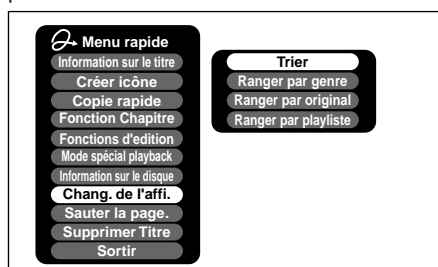 Menu rapide
Information sur le titre
Créer icône
Copie rapide
Fonction Chapitre
Fonctions d'edition
Mode spécial playback
Information sur le disque
Chang. de l'affi.
Sauter la page.
Supprimer Titre
Sortir
Trier
Ranger par genre
Ranger par original
Ranger par playliste